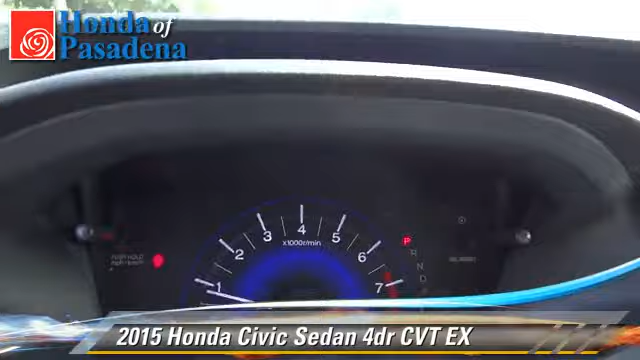 Honda of
Pasadena
4
3
5
x1000r/min
2
6
1
7
P
R
N
D
2015 Honda Civic Sedan 4dr CVT EX